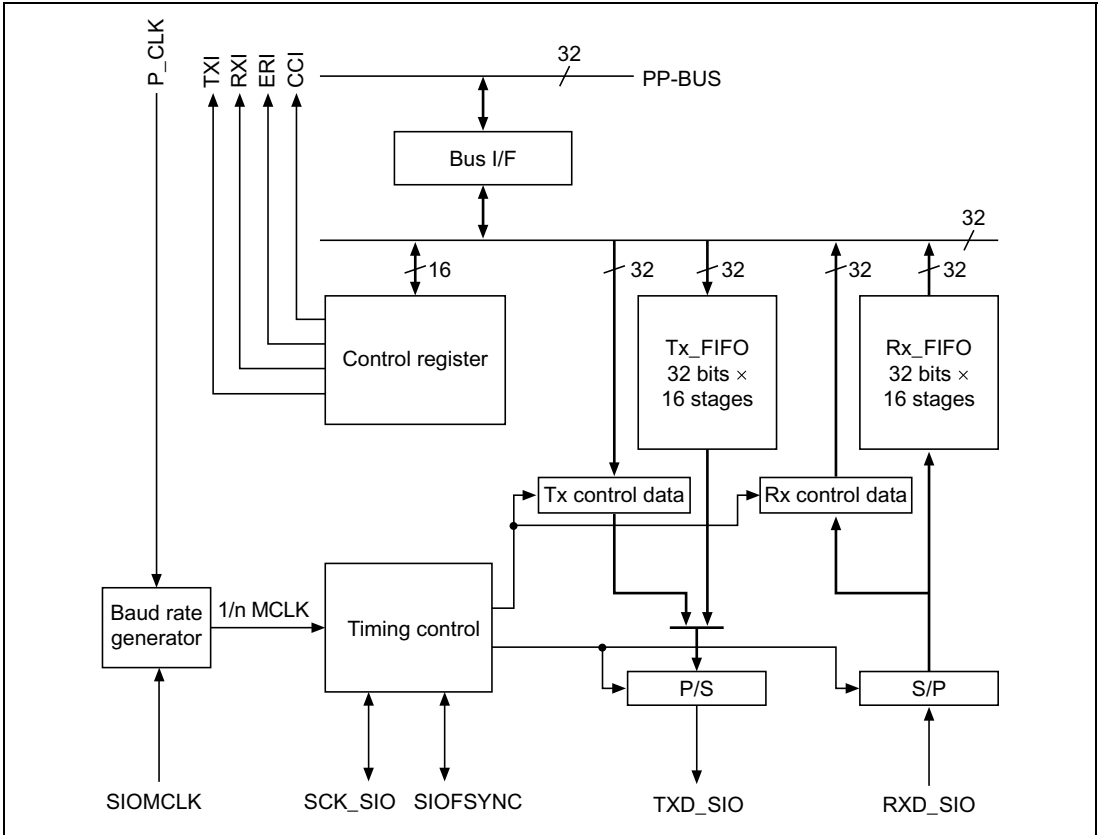 P_CLK
TXI
RXI
ERI
CCI
32
PP-BUS
Bus I/F
32
16
32
32
32
32
Control register
Tx_FIFO
32 bits ×
16 stages
Rx_FIFO
32 bits ×
16 stages
Tx control data
Rx control data
Baud rate
generator
1/n MCLK
Timing control
P/S
S/P
SIOMCLK
SCK_SIO
SIOFSYNC
TXD_SIO
RXD_SIO